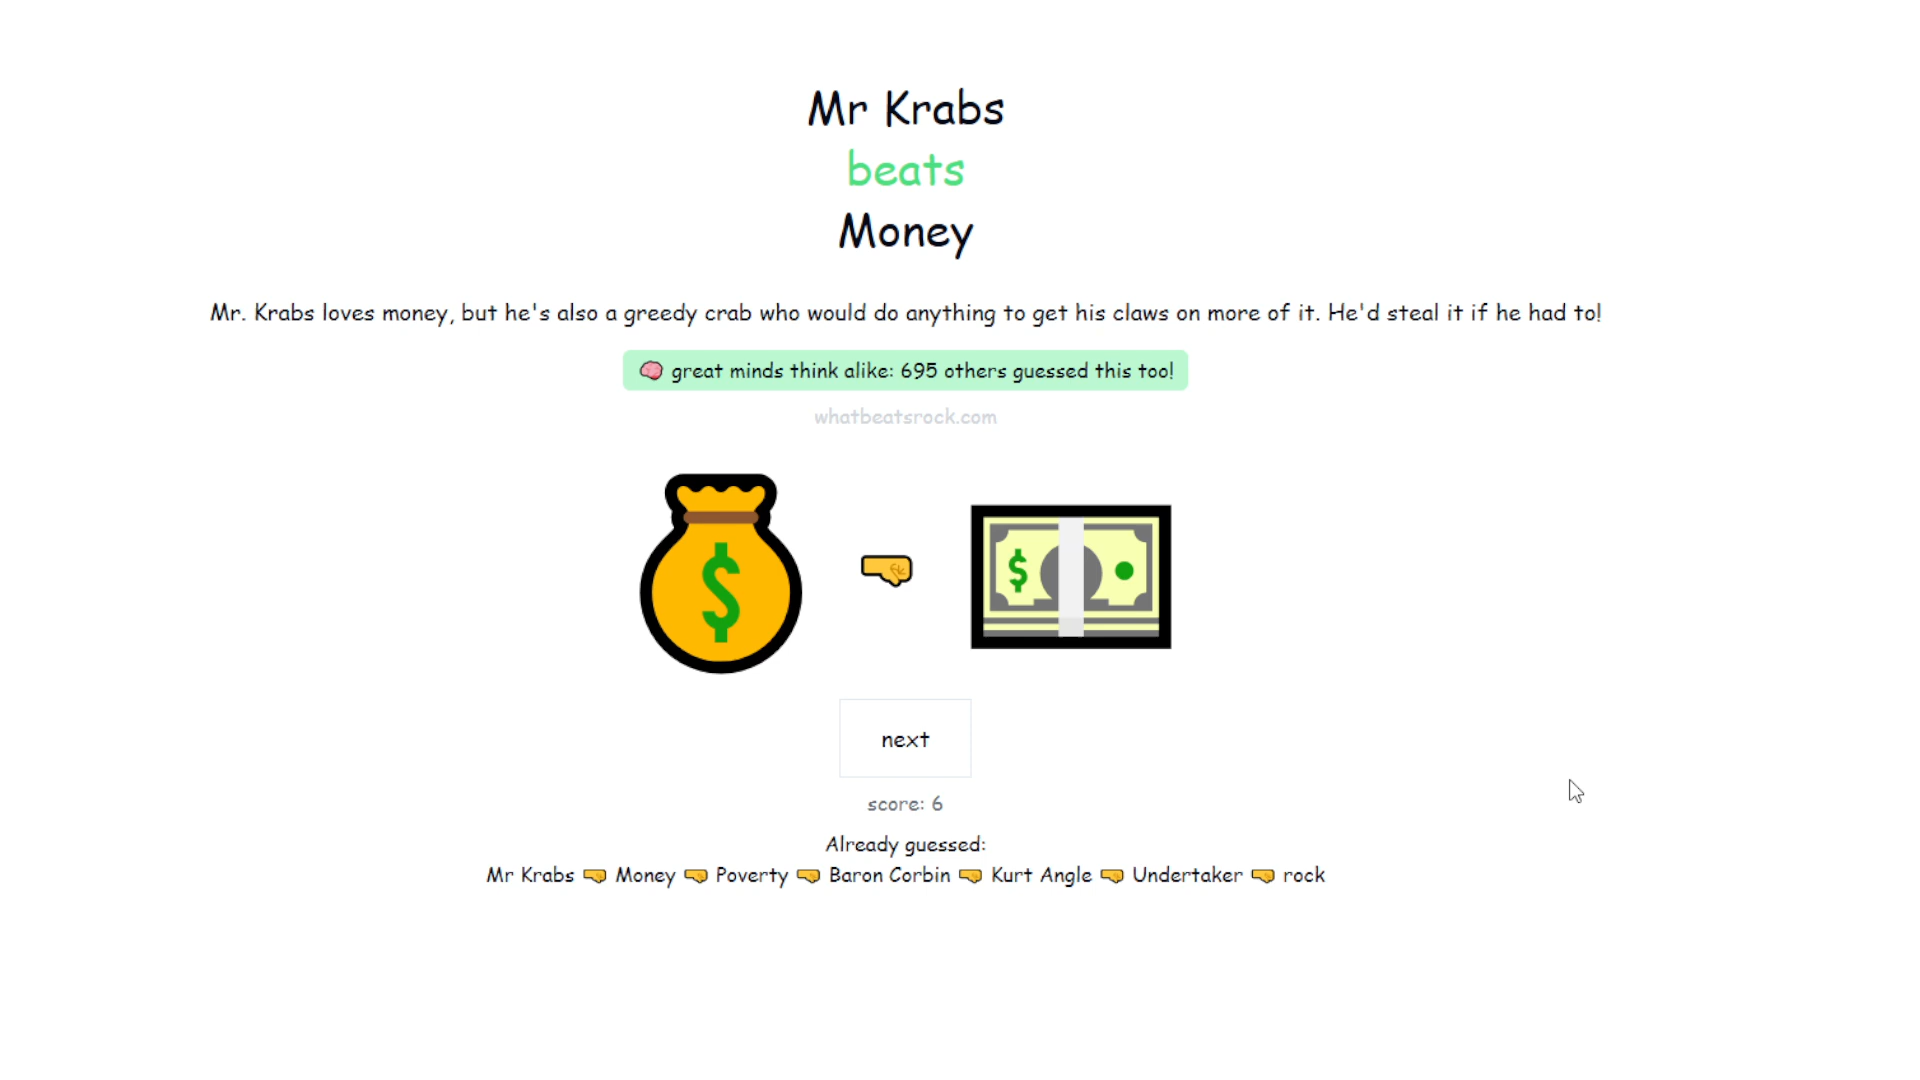 Mr Krabs
beats
Money
Mr. Krabs loves money, but he's also a greedy crab who would do anything to get his claws on more of it. He'd steal it if he had to!
🧠 great minds think alike: 695 others guessed this too!
whatbeatsrock.com
$ $
next
score: 6
Already guessed:
Mr Krabs 🤜 Money 🤜 Poverty 🤜 Baron Corbin 🤜 Kurt Angle 🤜 Undertaker 🤜 rock